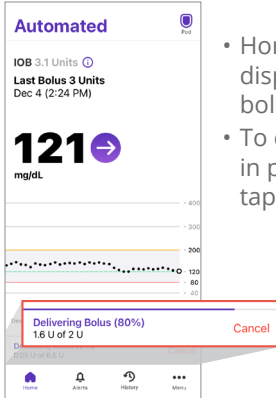 Automated
Pod
IOB 3.1 Units
Last Bolus 3 Units
Dec 4 (2:24 PM)
121
mg/dL
400
300
200
120
80
40
Delivering Bolus (80%)
1.6 U of 2 U
Cancel
Cancel
Home
Alerts
History
Menu
• Hom
disp
bol
• To c
in p
tap